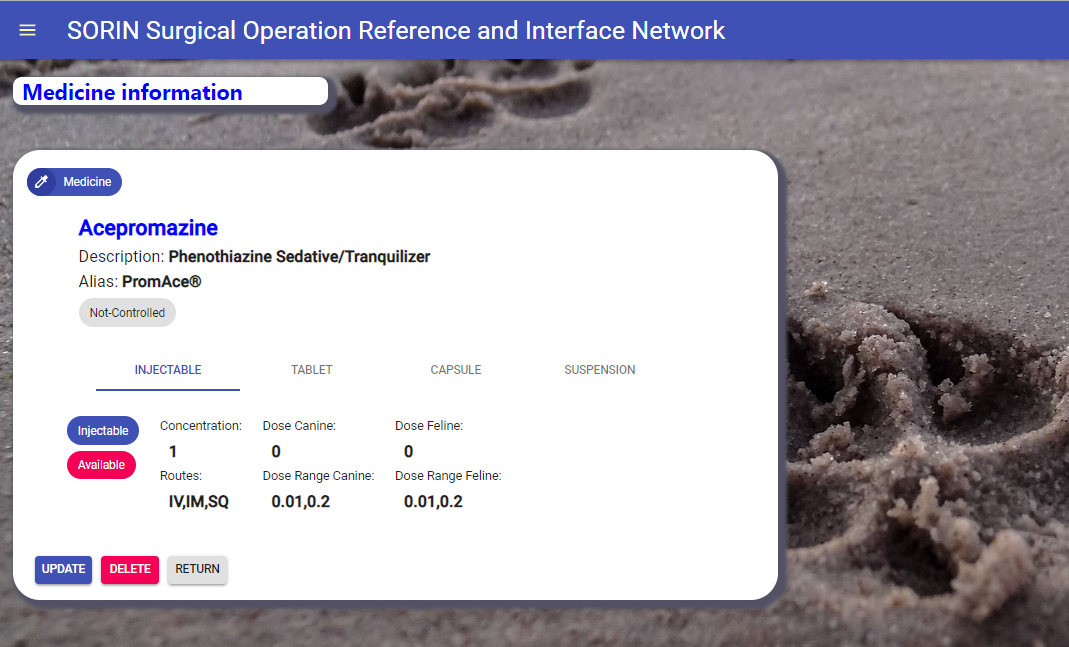 SORIN Surgical Operation Reference and Interface Network
Medicine information
Medicine
Acepromazine
Description: Phenothiazine Sedative/Tranquilizer
Alias: PromAce®
Not-Controlled
INJECTABLE TABLET CAPSULE SUSPENSION
Injectable
Available
Concentration: Dose Canine: Dose Feline:
1 0 0
Routes: Dose Range Canine: Dose Range Feline:
IV,IM,SQ 0.01,0.2 0.01,0.2
UPDATE DELETE RETURN